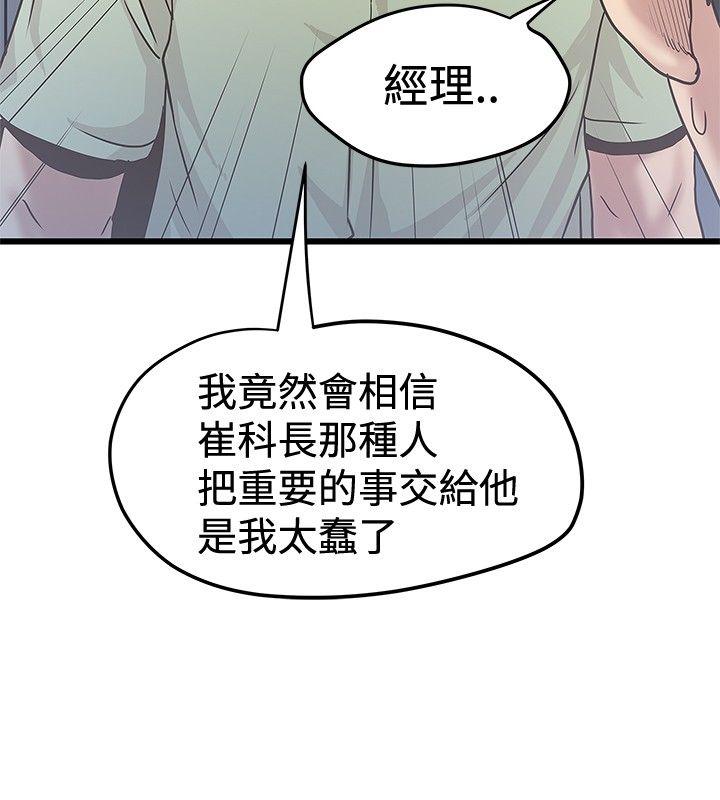 經理..
我竟然會相信
崔科長那種人
把重要的事交給他
是我太蠢了